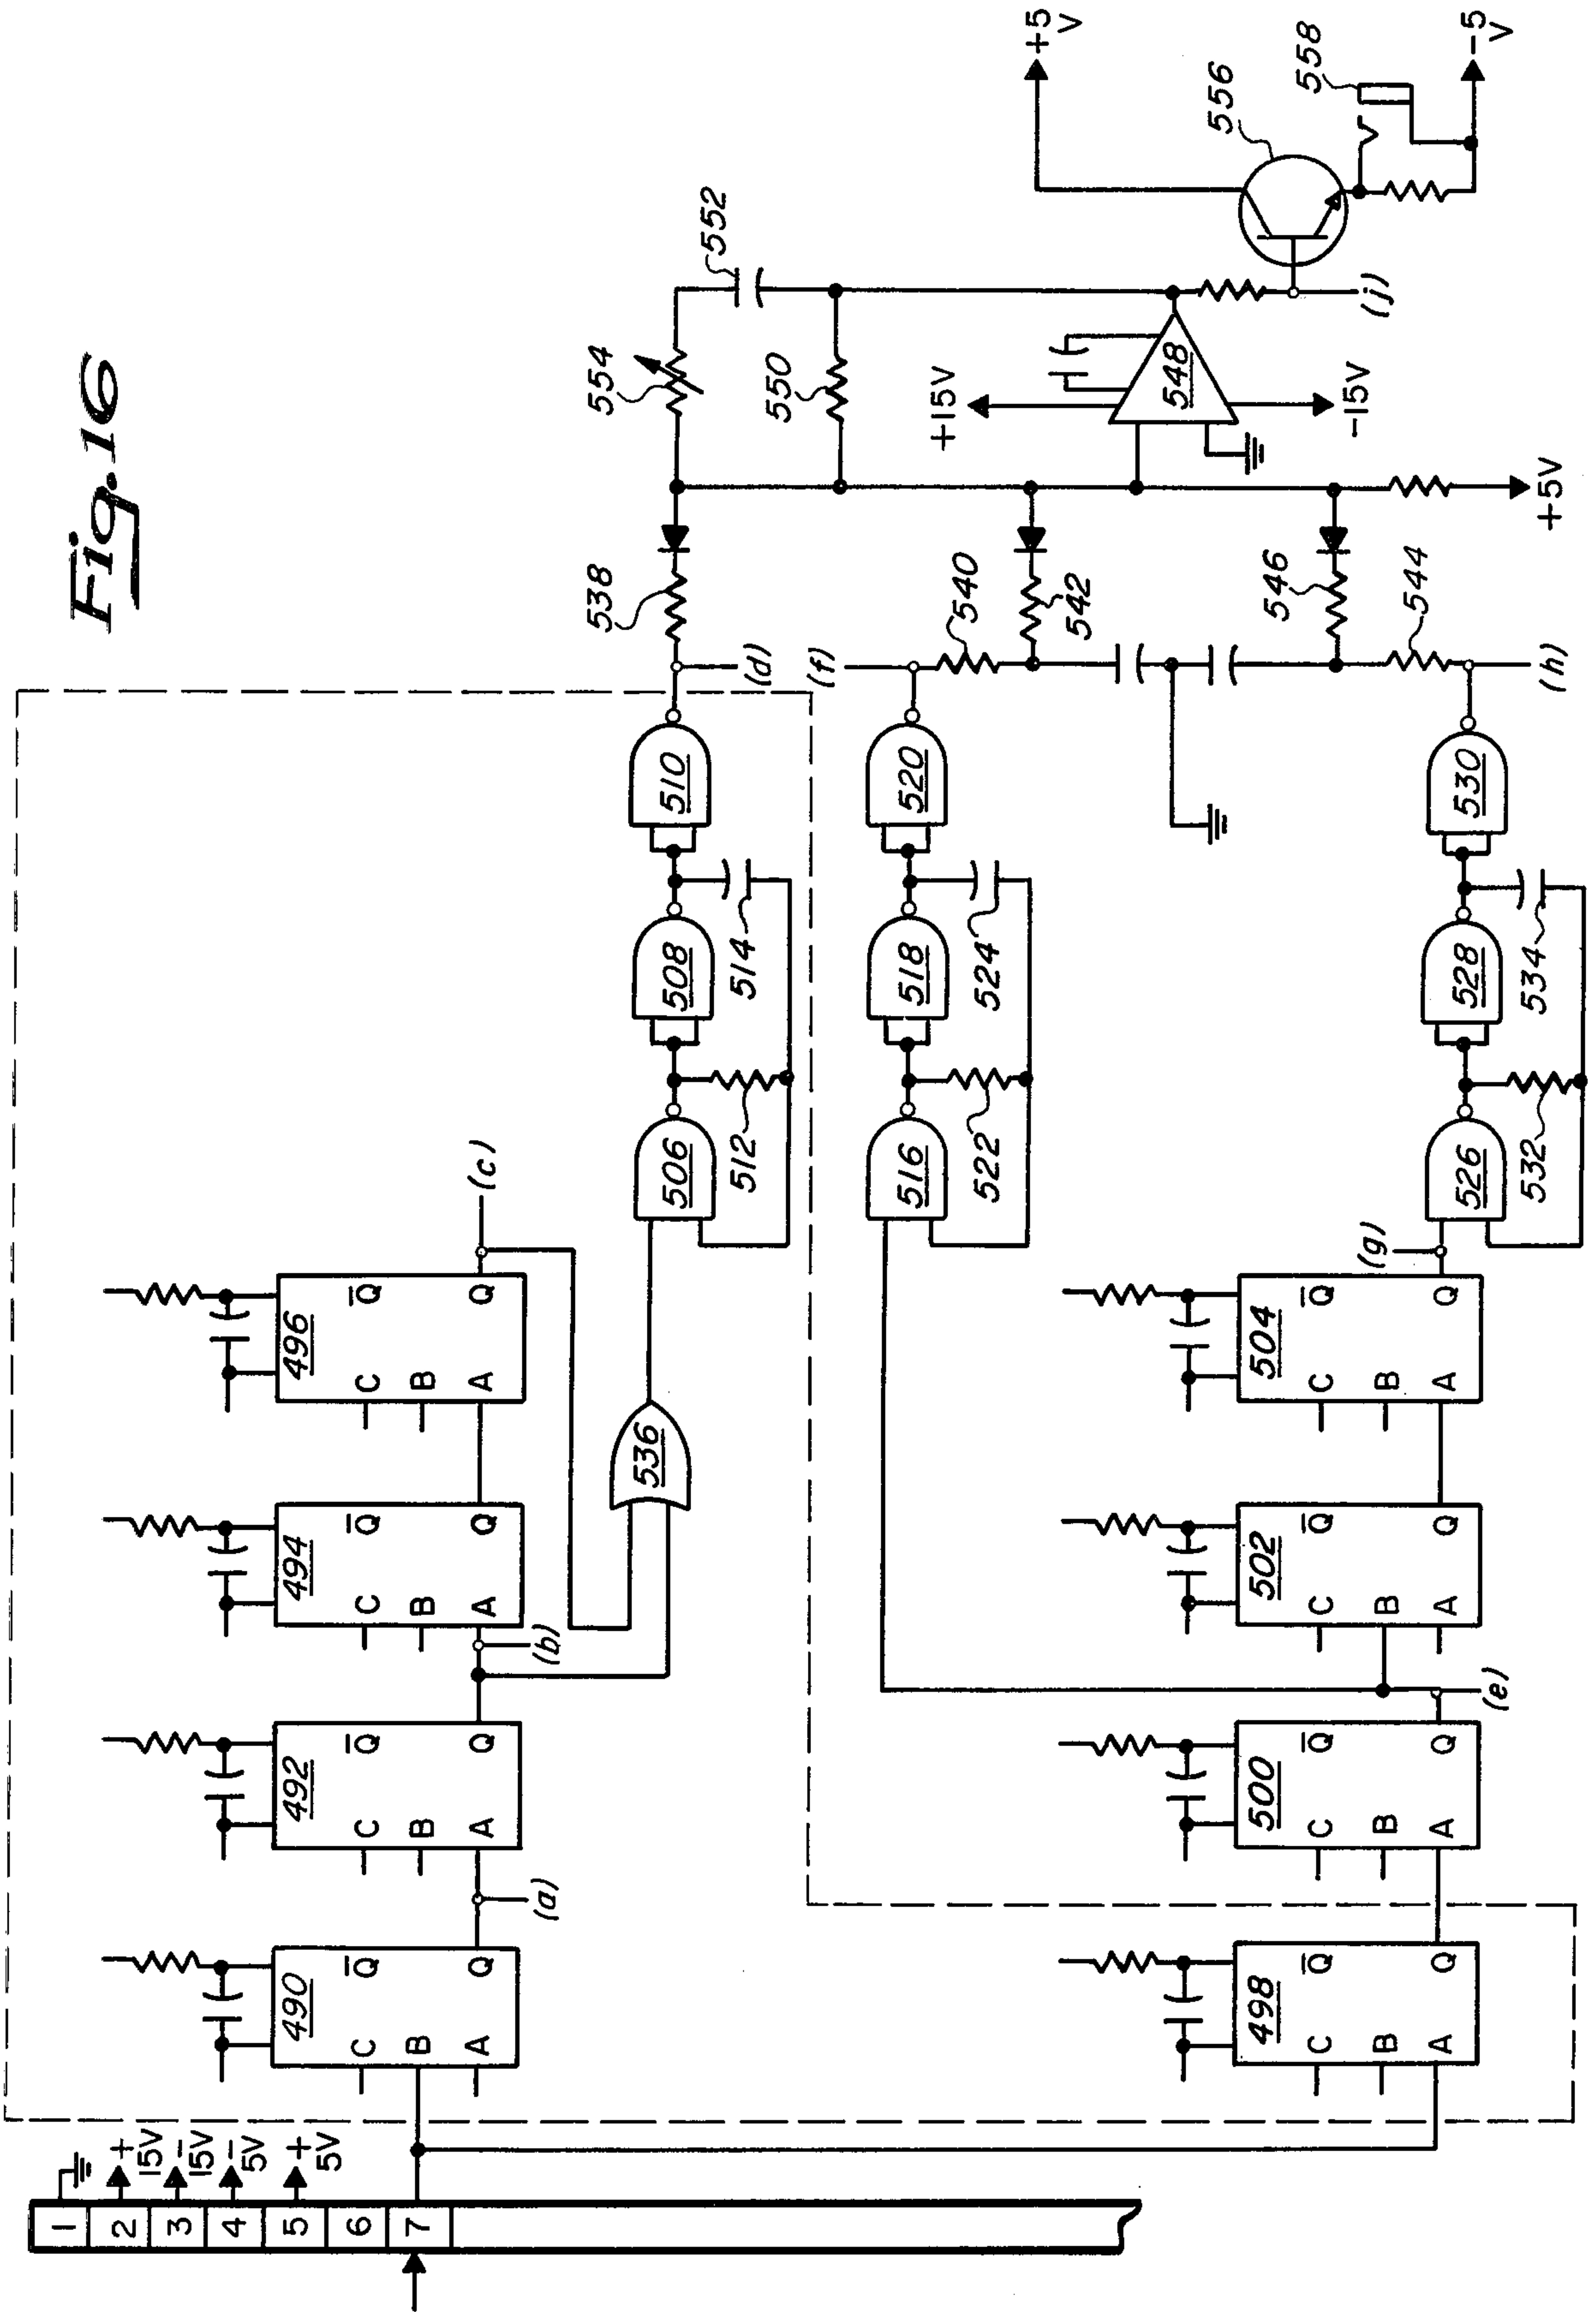 Fig. 16
1
2
3
4
5
6
7
+
15V
−
15V
−
5V
+
5V
490
C
B
A
Q̅
Q
(a)
492
C
B
A
Q̅
Q
(b)
494
C
B
A
Q̅
Q
496
C
B
A
Q̅
Q
(c)
536
506
508
510
512
514
(d)
538
554
552
550
498
C
B
A
Q̅
Q
500
C
B
A
Q̅
Q
(e)
502
C
B
A
Q̅
Q
504
C
B
A
Q̅
Q
(g)
516
518
520
522
524
(f)
540
542
526
528
530
532
534
(h)
544
546
+5V
+15V
548
−15V
(j)
556
+5
V
558
−5
V